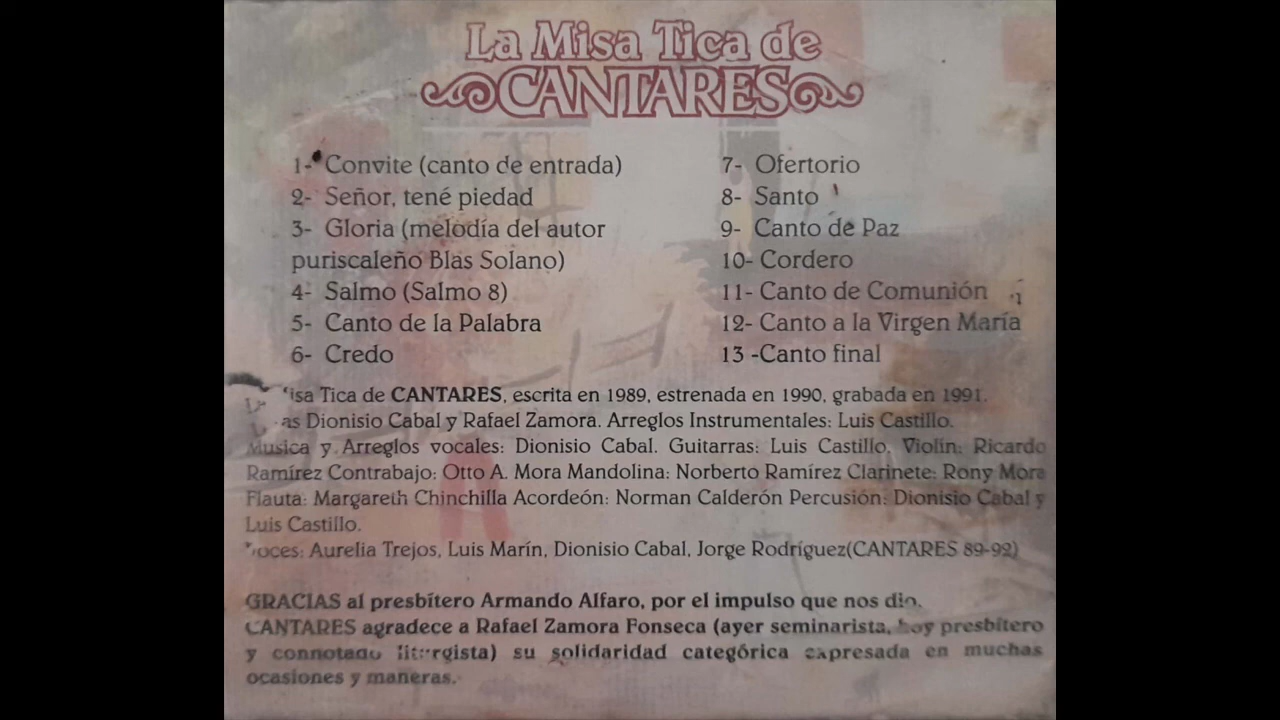 La Misa Tica de
CANTARES
1- Convite (canto de entrada)
2- Señor, tené piedad
3- Gloria (melodía del autor
puriscaleño Blas Solano)
4- Salmo (Salmo 8)
5- Canto de la Palabra
6- Credo
7- Ofertorio
8- Santo
9- Canto de Paz
10- Cordero
11- Canto de Comunión
12- Canto a la Virgen María
13 -Canto final
Tica de CANTARES, escrita en 1989, estrenada en 1990, grabada en 1991.
Dionisio Cabal y Rafael Zamora. Arreglos Instrumentales: Luis Castillo.
Musica y Arreglos vocales: Dionisio Cabal. Guitarras: Luis Castillo. Violín: Ricardo
Ramírez Contrabajo: Otto A. Mora Mandolina: Norberto Ramírez Clarinete: Rony Mora
Flauta: Margareth Chinchilla Acordeón: Norman Calderón Percusión: Dionisio Cabal y
Luis Castillo.
Voces: Aurelia Trejos, Luis Marín, Dionisio Cabal, Jorge Rodríguez(CANTARES 89-92)
GRACIAS al presbítero Armando Alfaro, por el impulso que nos dio.
CANTARES agradece a Rafael Zamora Fonseca (ayer seminarista, hoy presbítero
y connotado liturgista) su solidaridad categórica expresada en muchas
ocasiones y maneras.